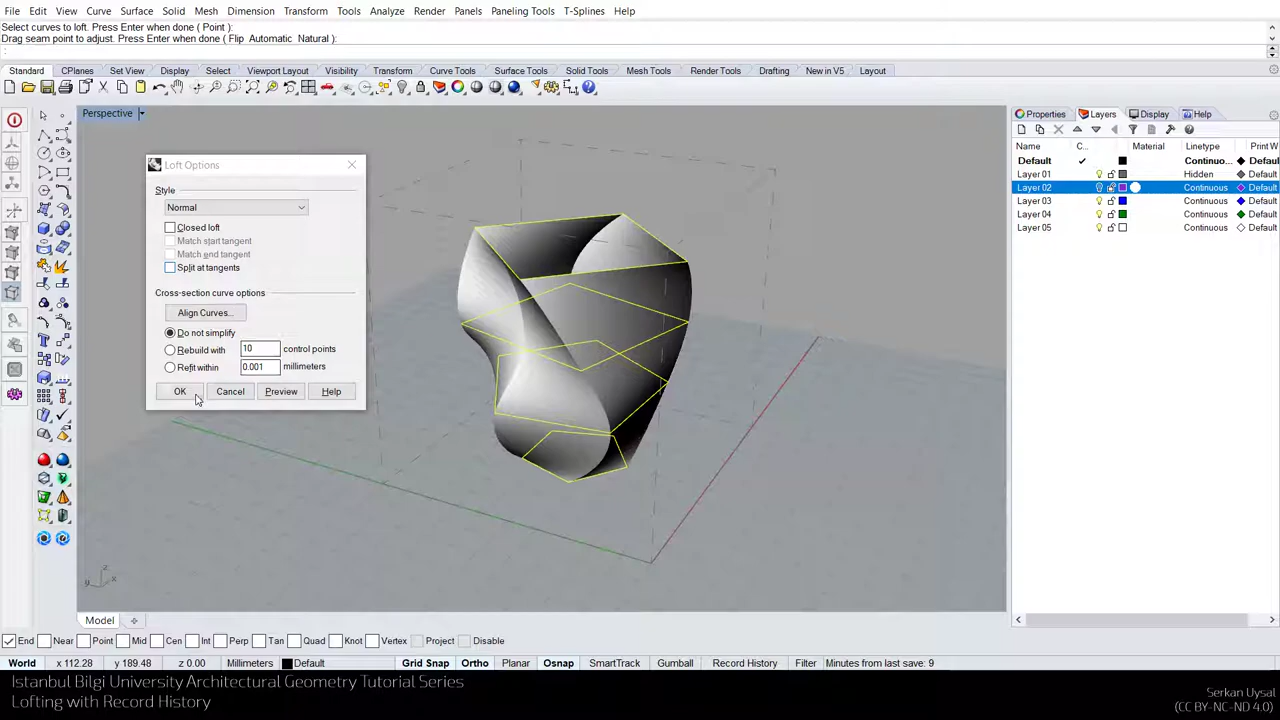 File Edit View Curve Surface Solid Mesh Dimension Transform Tools Analyze Render Panels Paneling Tools T-Splines Help
Select curves to loft. Press Enter when done ( Point ):
Drag seam point to adjust. Press Enter when done ( Flip Automatic Natural ):
:
Standard CPlanes Set View Display Select Viewport Layout Visibility Transform Curve Tools Surface Tools Solid Tools Mesh Tools Render Tools Drafting New in V5 Layout
Perspective
Properties Layers Display Help
Name C... Material Linetype Print W
Default Continuo... Defau
Layer 01 Hidden Default
Layer 02 Continuous Default
Layer 03 Continuous Default
Layer 04 Continuous Default
Layer 05 Continuous Default
Loft Options
Style
Normal
Closed loft
Match start tangent
Match end tangent
Split at tangents
Cross-section curve options
Align Curves...
Do not simplify
Rebuild with 10 control points
Refit within 0.001 millimeters
OK Cancel Preview Help
z
y x
Model
End Near Point Mid Cen Int Perp Tan Quad Knot Vertex Project Disable
World x 112.28 y 189.48 z 0.00 Millimeters Default Grid Snap Ortho Planar Osnap SmartTrack Gumball Record History Filter Minutes from last save: 9
Istanbul Bilgi University Architectural Geometry Tutorial Series
Lofting with Record History
Serkan Uysal
(CC BY-NC-ND 4.0)